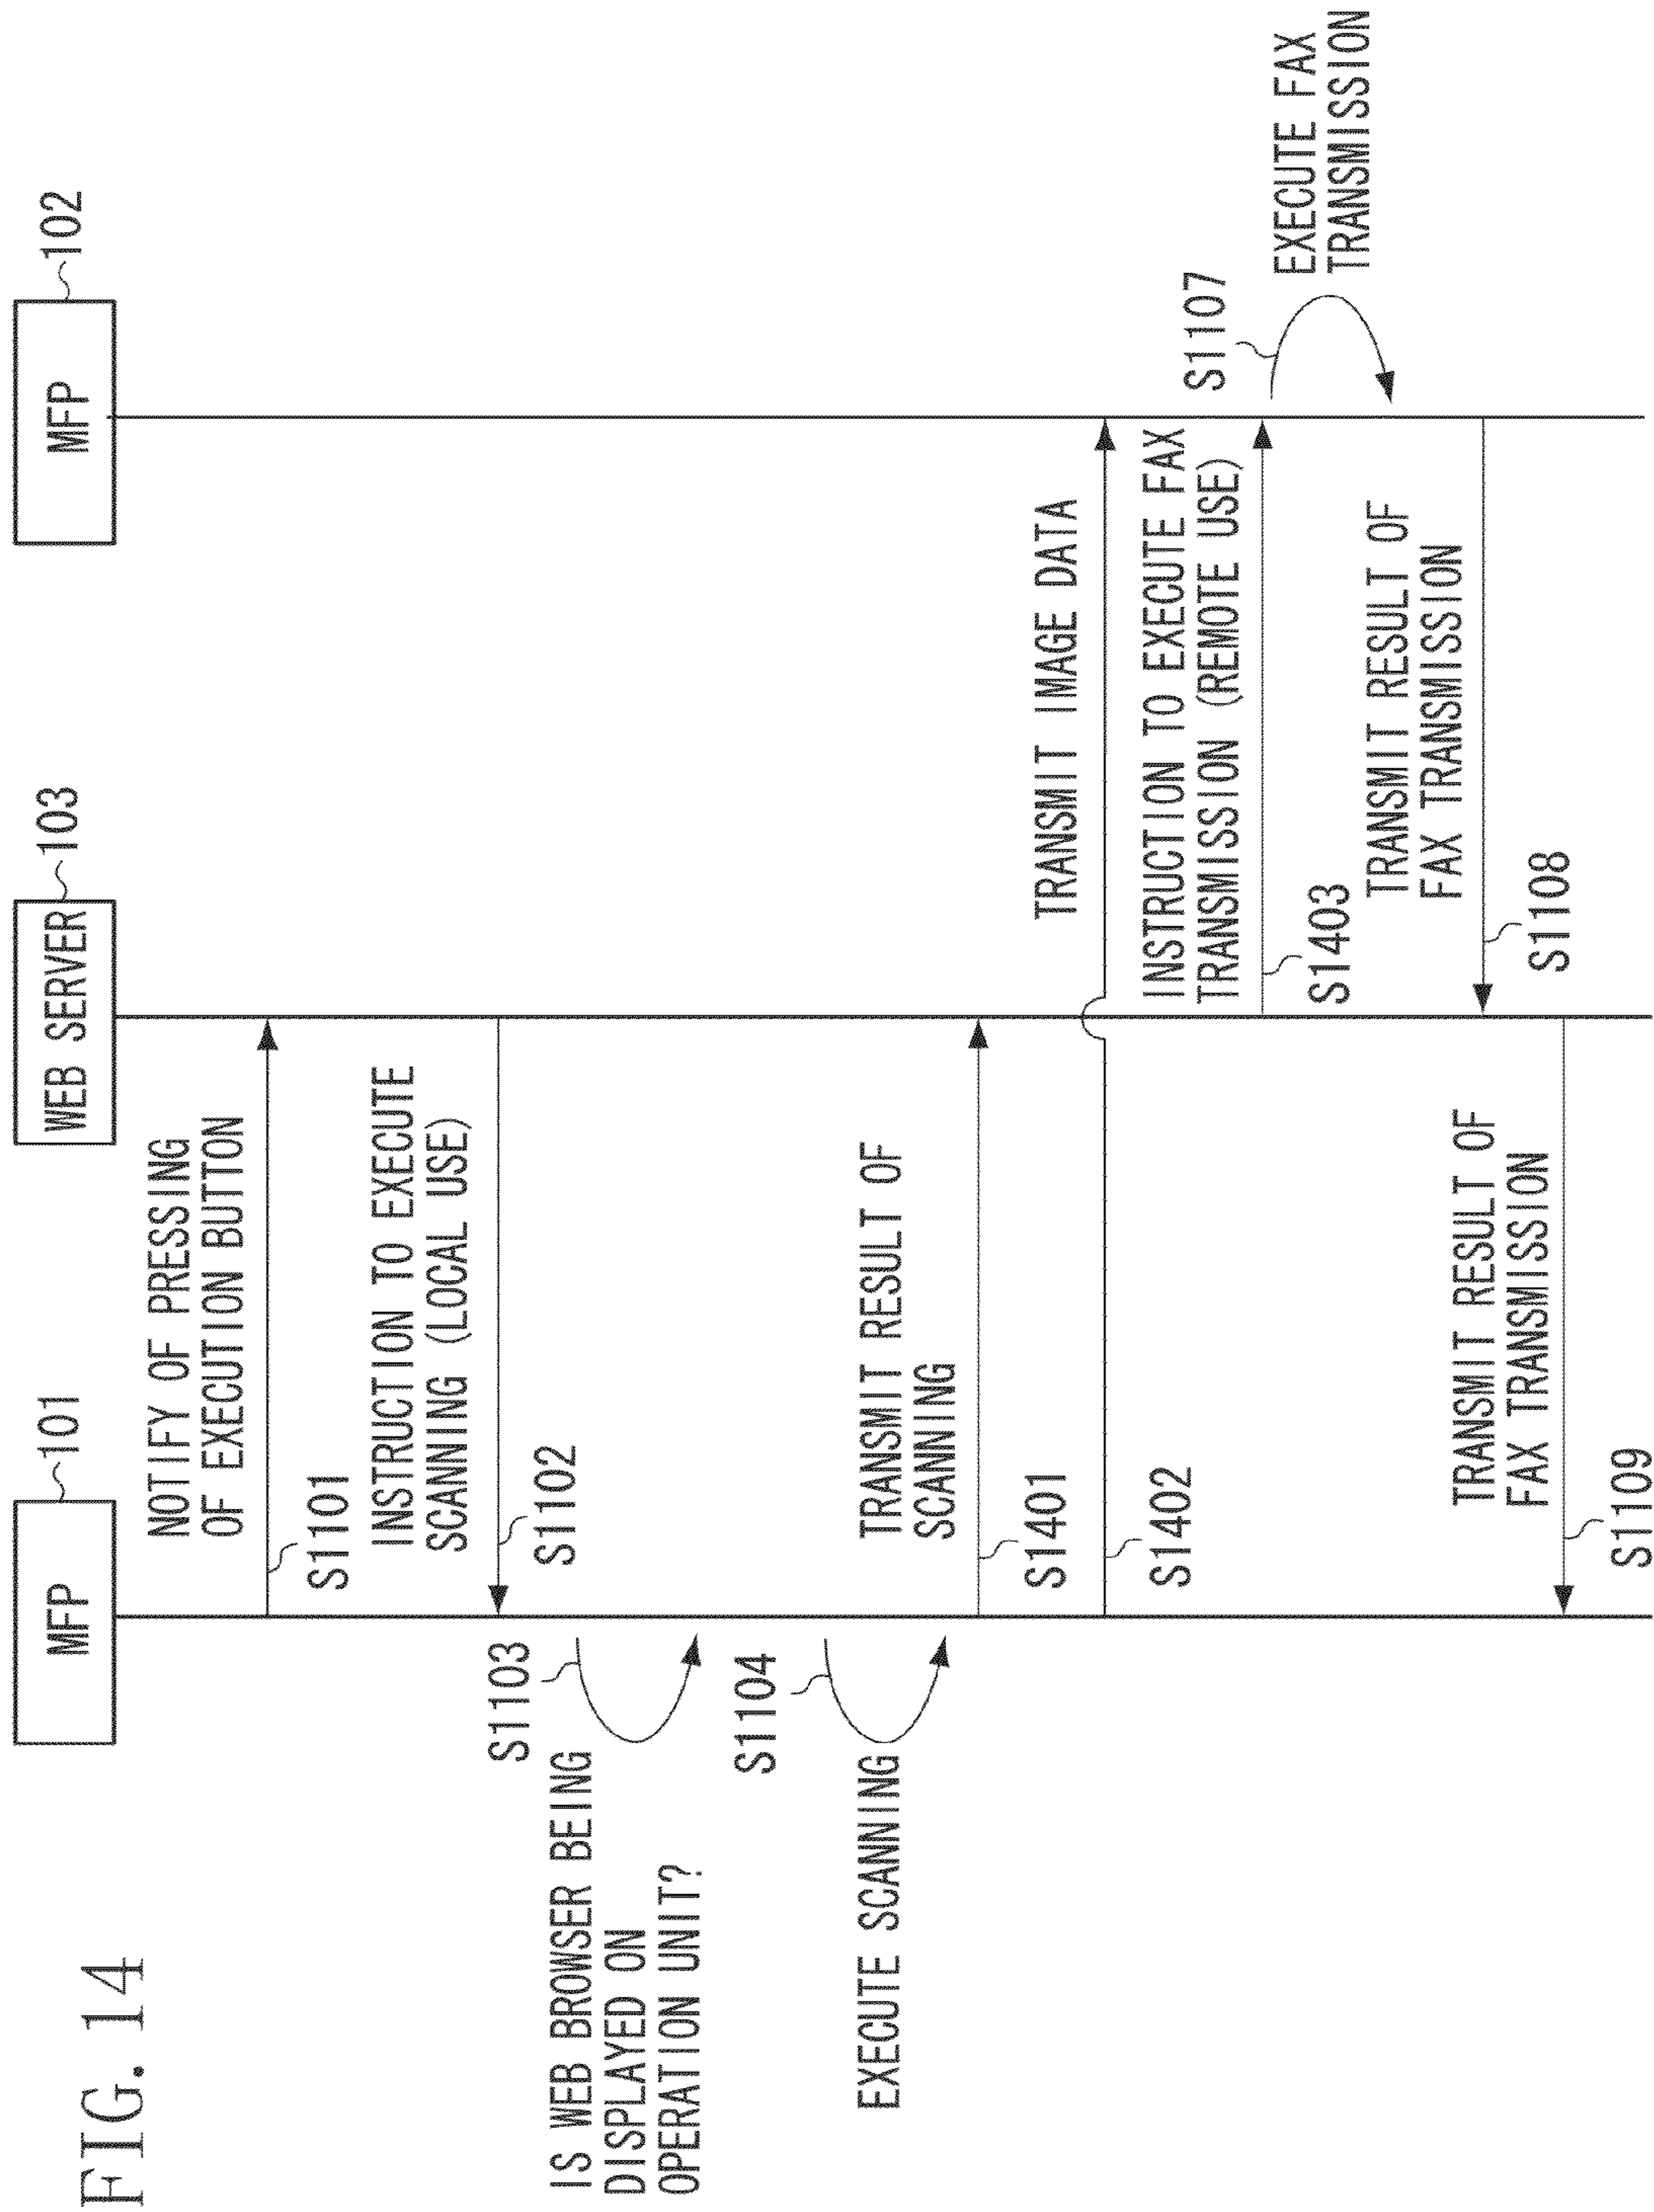 FIG. 14
MFP
101
WEB SERVER
103
MFP
102
NOTIFY OF PRESSING
OF EXECUTION BUTTON
S1101
INSTRUCTION TO EXECUTE
SCANNING (LOCAL USE)
S1102
S1103
IS WEB BROWSER BEING
DISPLAYED ON
OPERATION UNIT?
S1104
EXECUTE SCANNING
TRANSMIT RESULT OF
SCANNING
S1401
TRANSMIT IMAGE DATA
S1402
INSTRUCTION TO EXECUTE FAX
TRANSMISSION (REMOTE USE)
S1403
S1107
EXECUTE FAX
TRANSMISSION
TRANSMIT RESULT OF
FAX TRANSMISSION
S1108
TRANSMIT RESULT OF
FAX TRANSMISSION
S1109